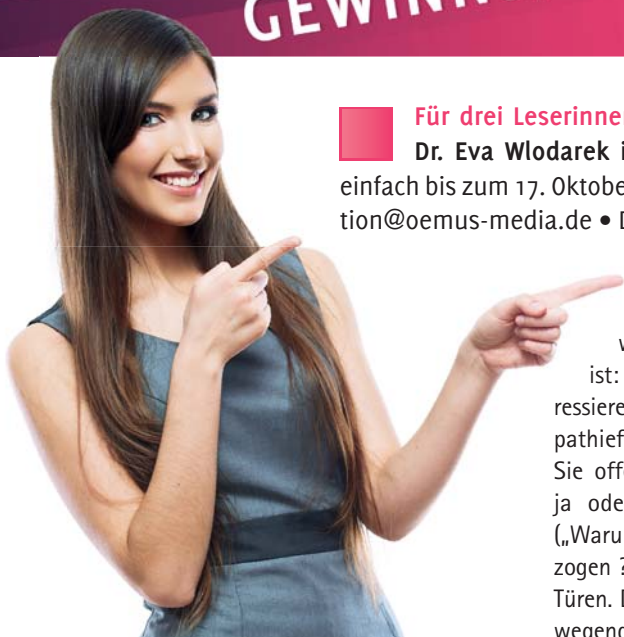 GEWINN
Für drei Leserinne
Dr. Eva Wlodarek i
einfach bis zum 17. Oktobe
tion@oemus-media.de • D
w
ist:
ressiere
pathief
Sie off
ja ode
(„Waru
zogen ?
Türen. D
wegend